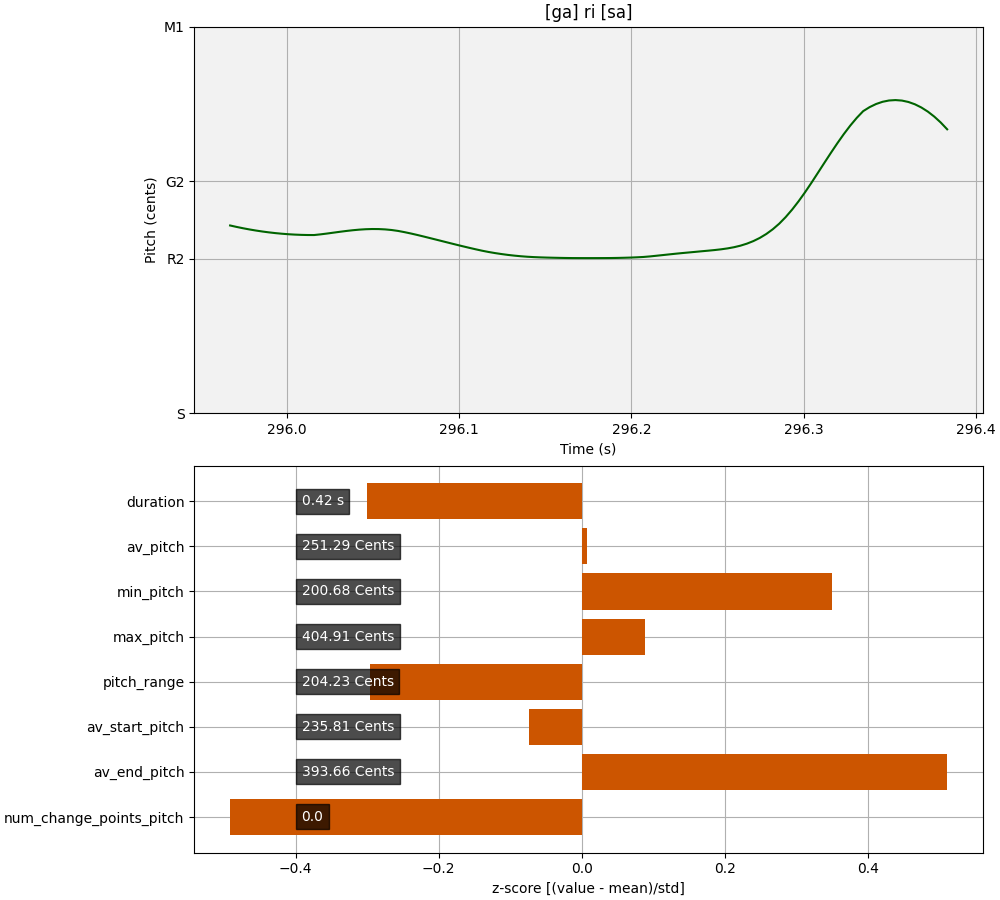 [ga] ri [sa]
M1
G2
R2
S
Pitch (cents)
296.0 296.1 296.2 296.3 296.4
Time (s)
duration 0.42 s
av_pitch 251.29 Cents
min_pitch 200.68 Cents
max_pitch 404.91 Cents
pitch_range 204.23 Cents
av_start_pitch 235.81 Cents
av_end_pitch 393.66 Cents
num_change_points_pitch 0.0
−0.4 −0.2 0.0 0.2 0.4
z-score [(value - mean)/std]